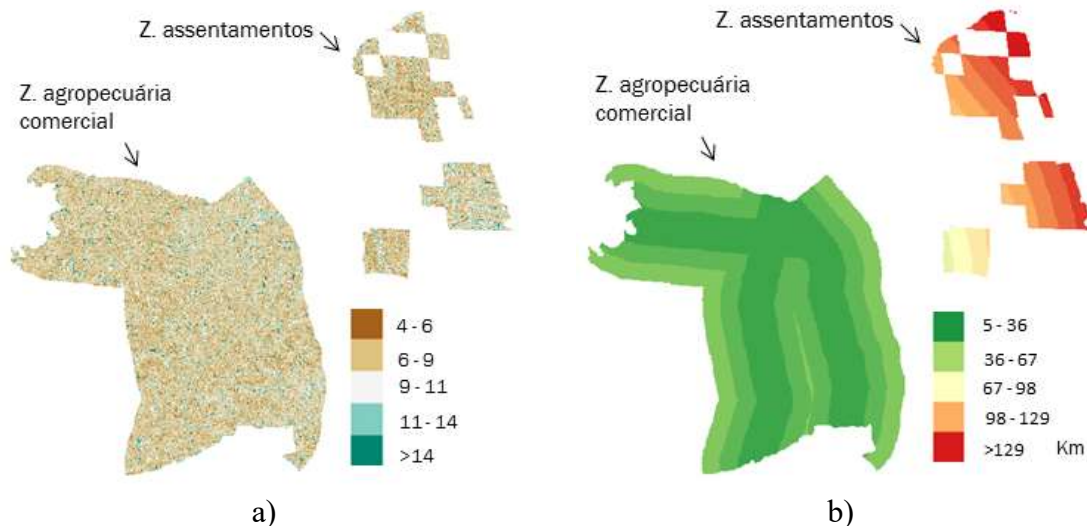 Z. assentamentos
Z. agropecuária
comercial
4 - 6
6 - 9
9 - 11
11 - 14
>14
a)
Z. assentamentos
Z. agropecuária
comercial
5 - 36
36 - 67
67 - 98
98 - 129
>129 Km
b)